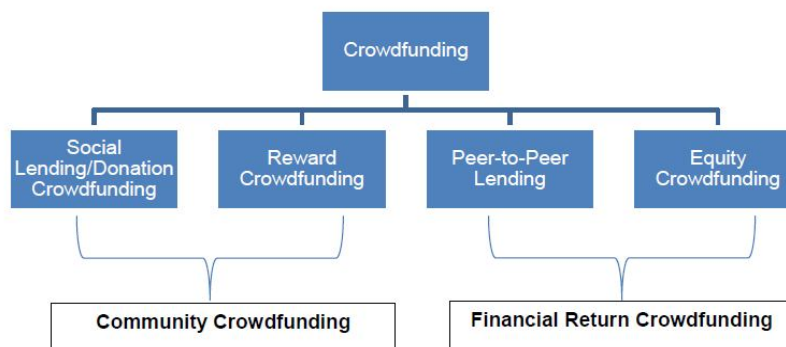 Crowdfunding
Social
Lending/Donation
Crowdfunding
Reward
Crowdfunding
Peer-to-Peer
Lending
Equity
Crowdfunding
Community Crowdfunding
Financial Return Crowdfunding